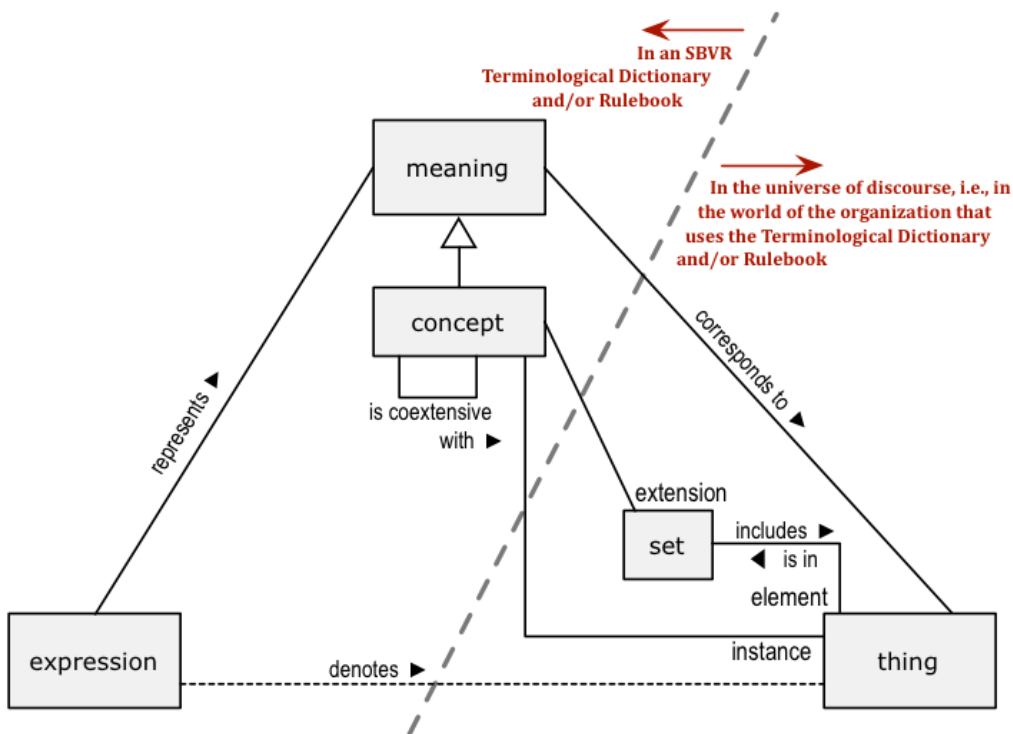 In an SBVR
Terminological Dictionary
and/or Rulebook
meaning
In the universe of discourse, i.e., in
the world of the organization that
uses the Terminological Dictionary
and/or Rulebook
concept
corresponds to
represents
is coextensive
with
extension
set
includes
is in
element
expression
denotes
instance
thing